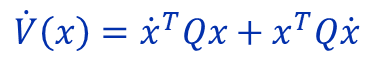 V̇(x) = ẋᵀQx + xᵀQẋ